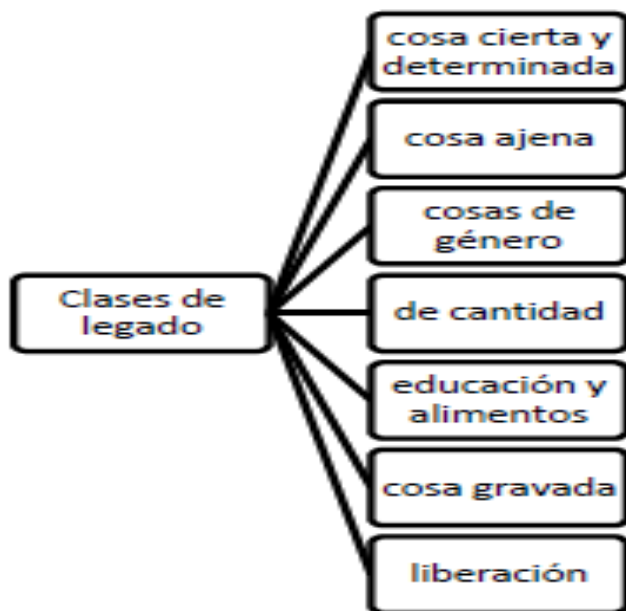 Clases de
legado
cosa cierta y
determinada
cosa ajena
cosas de
género
de cantidad
educación y
alimentos
cosa gravada
liberación